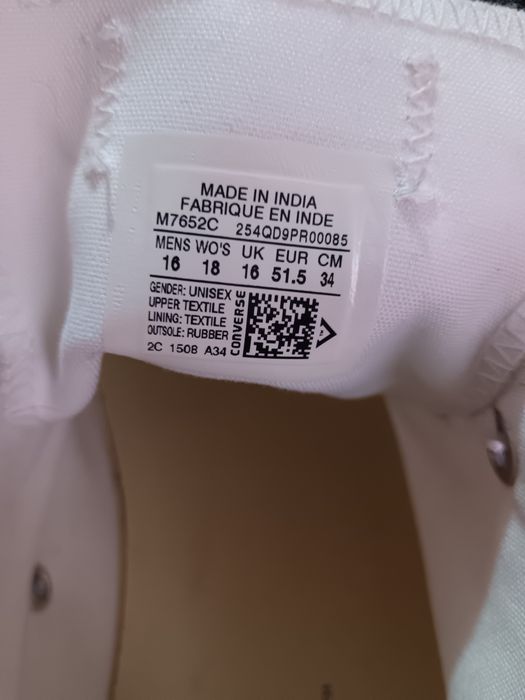 MADE IN INDIA
FABRIQUE EN INDE
M7652C 254QD9PR00085
MENS WO'S UK EUR CM
16 18 16 51.5 34
GENDER: UNISEX
UPPER: TEXTILE
LINING: TEXTILE
OUTSOLE: RUBBER
CONVERSE
2C 1508 A34